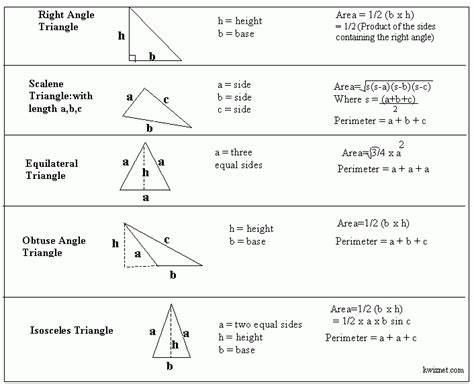 Right Angle
Triangle
h
b
h = height
b = base
Area = 1/2 (b x h)
= 1/2 (Product of the sides
containing the right angle)
Scalene
Triangle:with
length a,b,c
a
c
b
a = side
b = side
c = side
Area=√s(s-a)(s-b)(s-c)
Where s = (a+b+c)
2
Perimeter = a + b + c
Equilateral
Triangle
a
a
h
a
a = three
equal sides
Area=√3/4 x a²
Perimeter = a + a + a
Obtuse Angle
Triangle
h
c
a
b
h = height
b = base
Area=1/2 (b x h)
Perimeter = a + b + c
Isosceles Triangle
a
a
h
b
a = two equal sides
h = height
b = base
Area=1/2 (b x h)
= 1/2 x a x b sin c
Perimeter = a + a + b
kwiznet.com